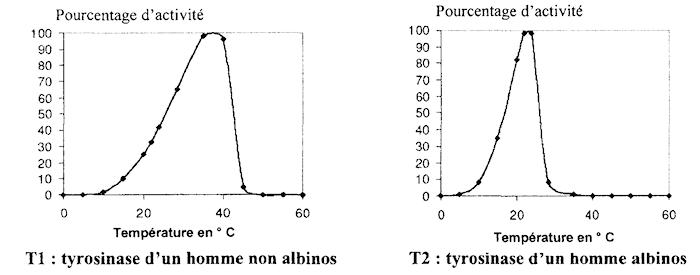 Pourcentage d'activité
100
90
80
70
60
50
40
30
20
10
0
0 20 40 60
Température en ° C
T1 : tyrosinase d'un homme non albinos
Pourcentage d'activité
100
90
80
70
60
50
40
30
20
10
0
0 20 40 60
Température en ° C
T2 : tyrosinase d'un homme albinos